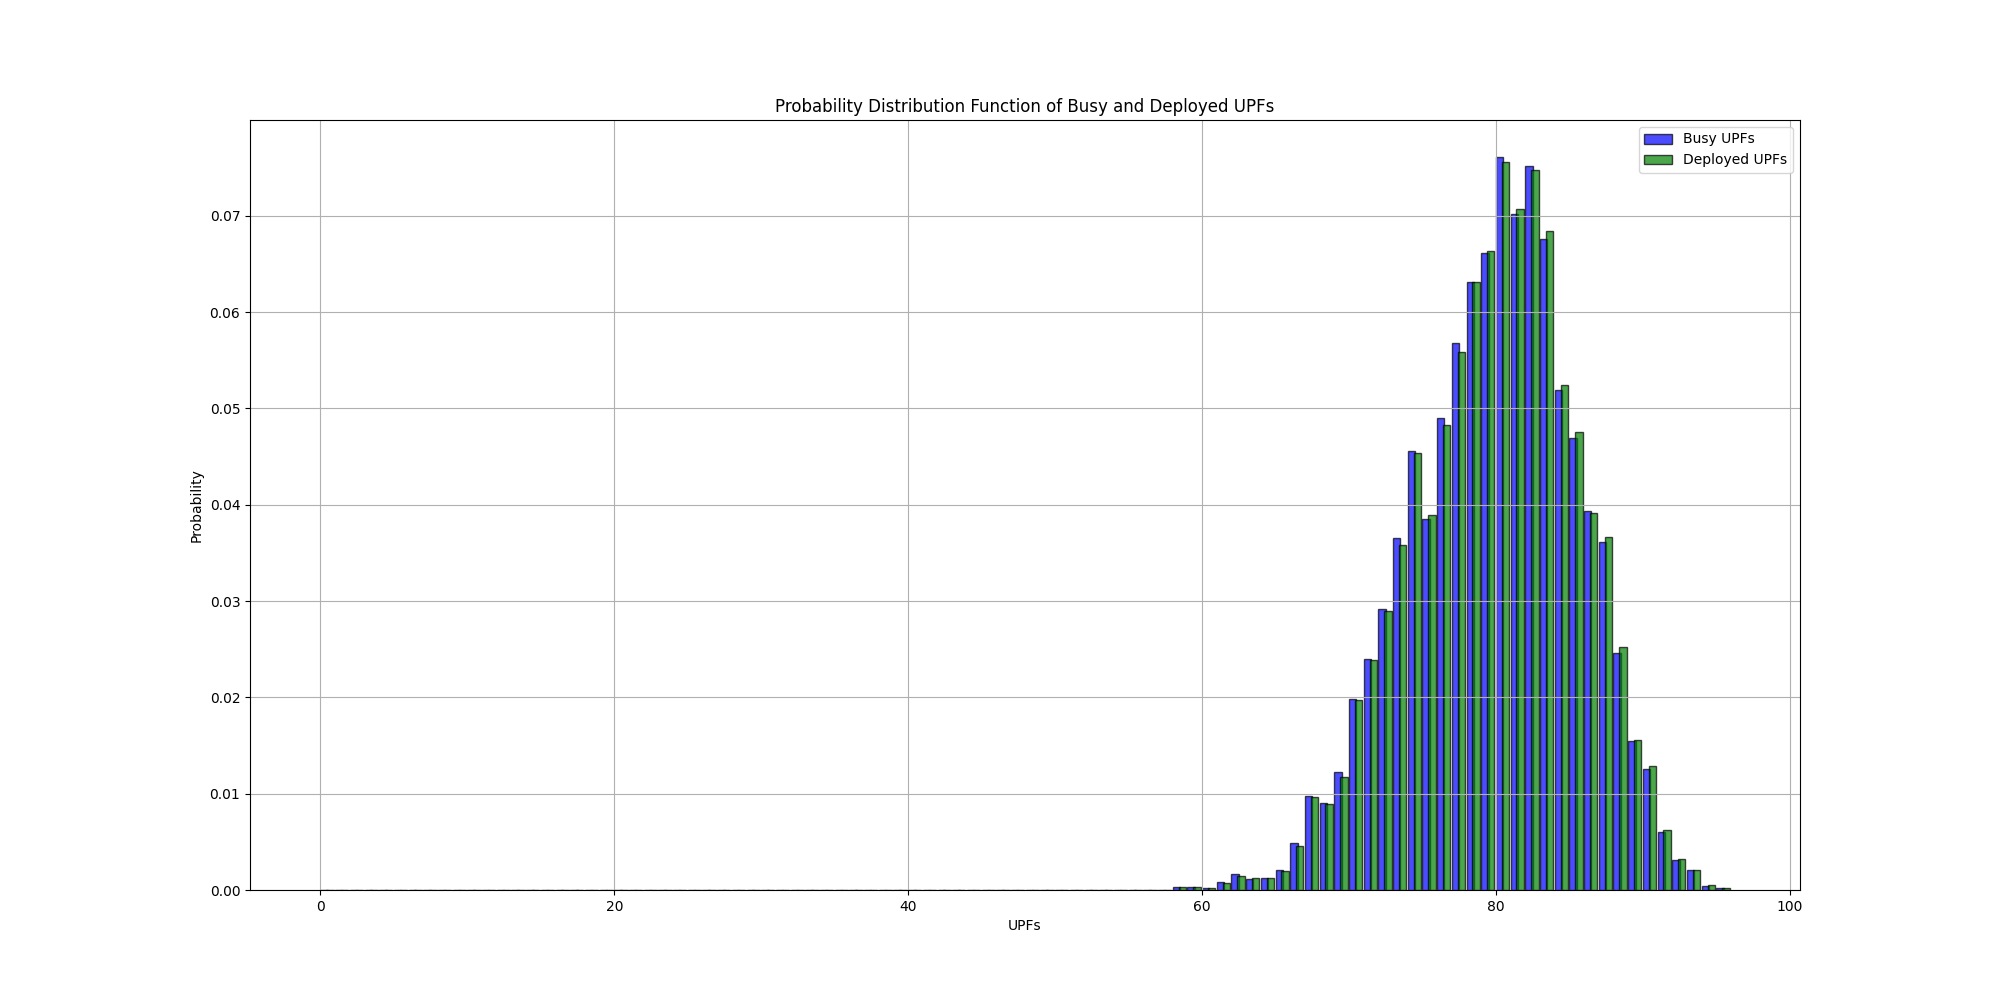 Probability Distribution Function of Busy and Deployed UPFs
Busy UPFs
Deployed UPFs
0.07
0.06
0.05
0.04
0.03
0.02
0.01
0.00
Probability
0 20 40 60 80 100
UPFs